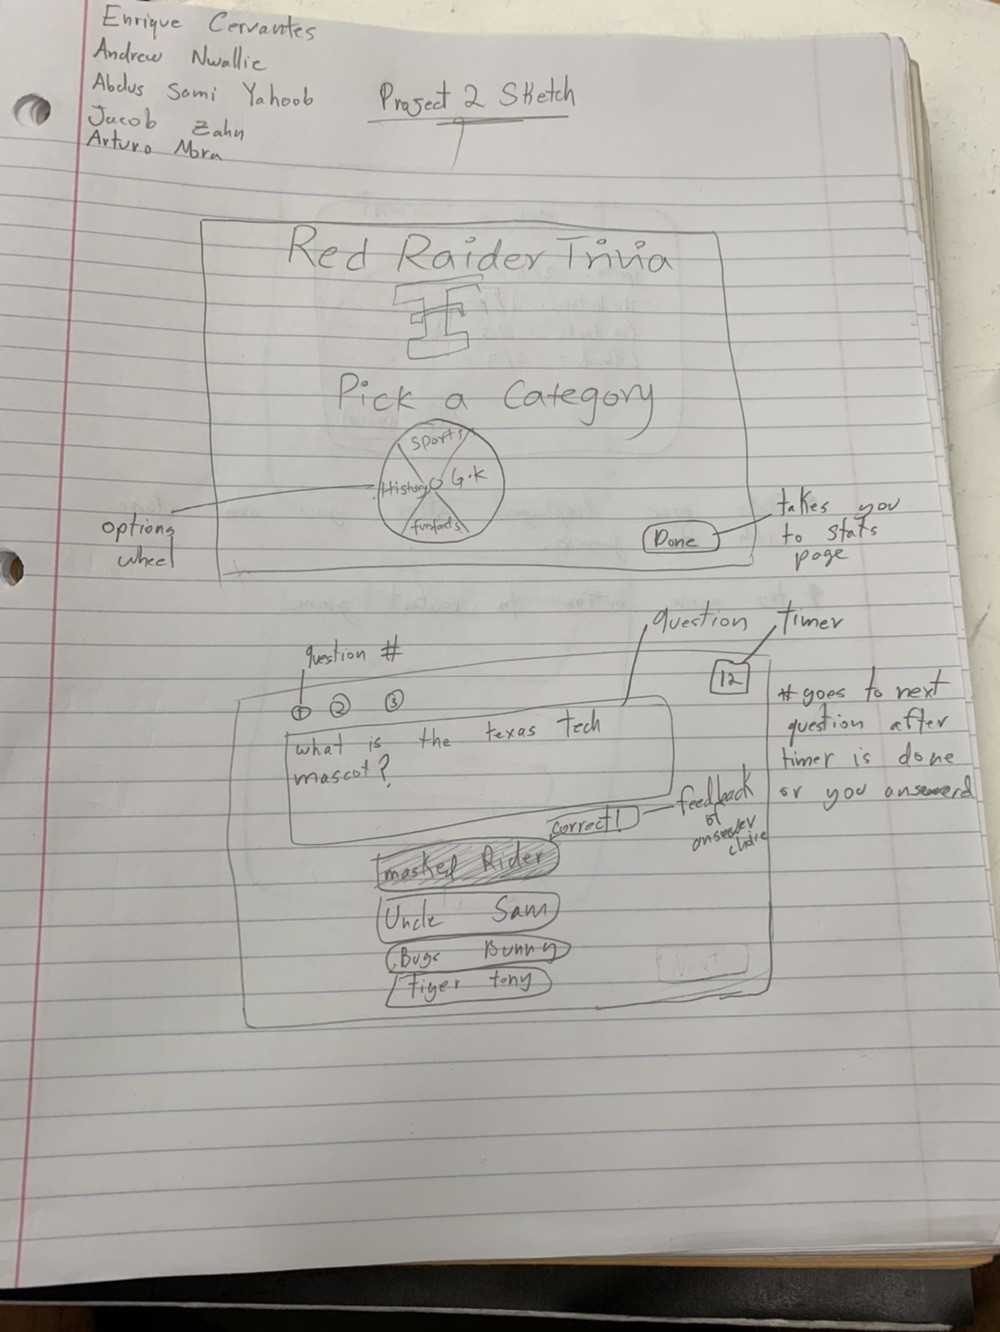 Enrique Cervantes
Andrew Nwallie
Abdus Sami Yahoob
Jacob Zahn
Arturo Mora
Project 2 Sketch
Red Raider Trivia
Pick a Category
Sports
History
G.K
funfacts
options
wheel
Done
takes you
to stats
page
question #
question
timer
1 2 3
12
what is the texas tech
mascot?
# goes to next
question after
timer is done
or you answerd
Correct!
feedback
of
answer
choice
masked Rider
Uncle Sam
Bugs Bunny
Tiger tony